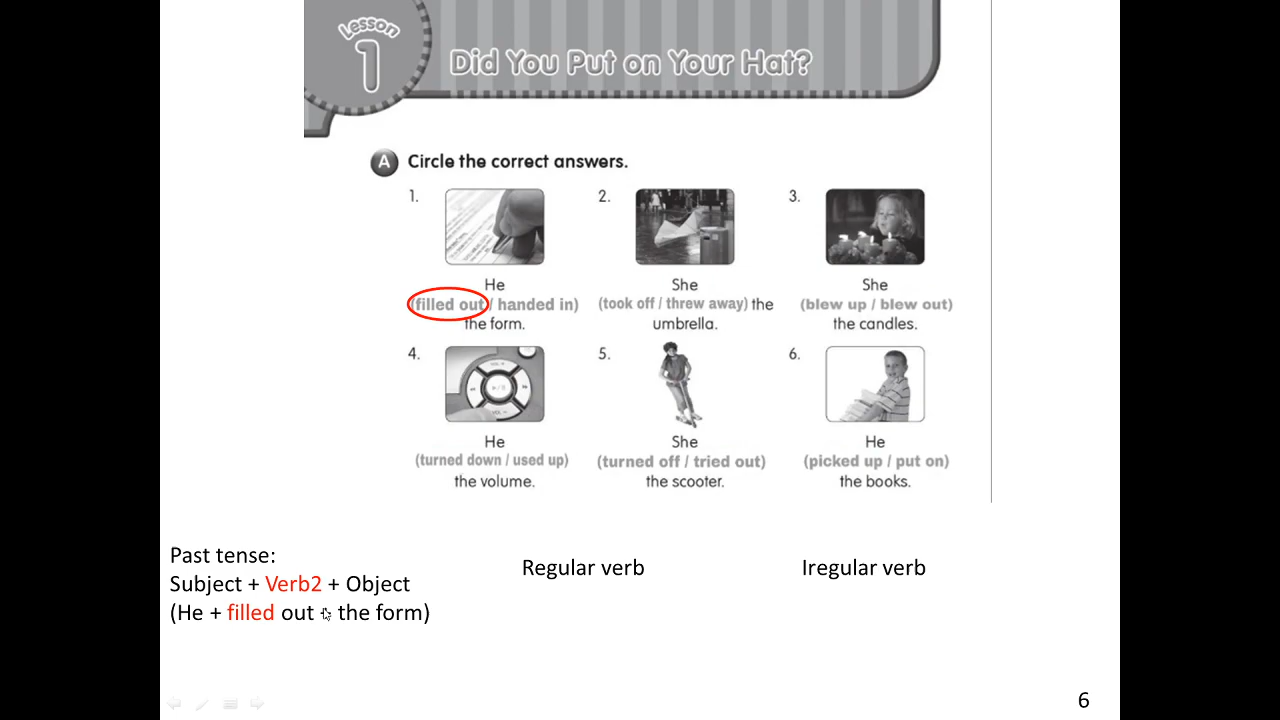 Lesson
1
Did You Put on Your Hat?
A Circle the correct answers.
1.
He
(filled out / handed in)
the form.
2.
She
(took off / threw away) the
umbrella.
3.
She
(blew up / blew out)
the candles.
4.
He
(turned down / used up)
the volume.
5.
She
(turned off / tried out)
the scooter.
6.
He
(picked up / put on)
the books.
Past tense:
Subject + Verb2 + Object
(He + filled out + the form)
Regular verb
Iregular verb
6